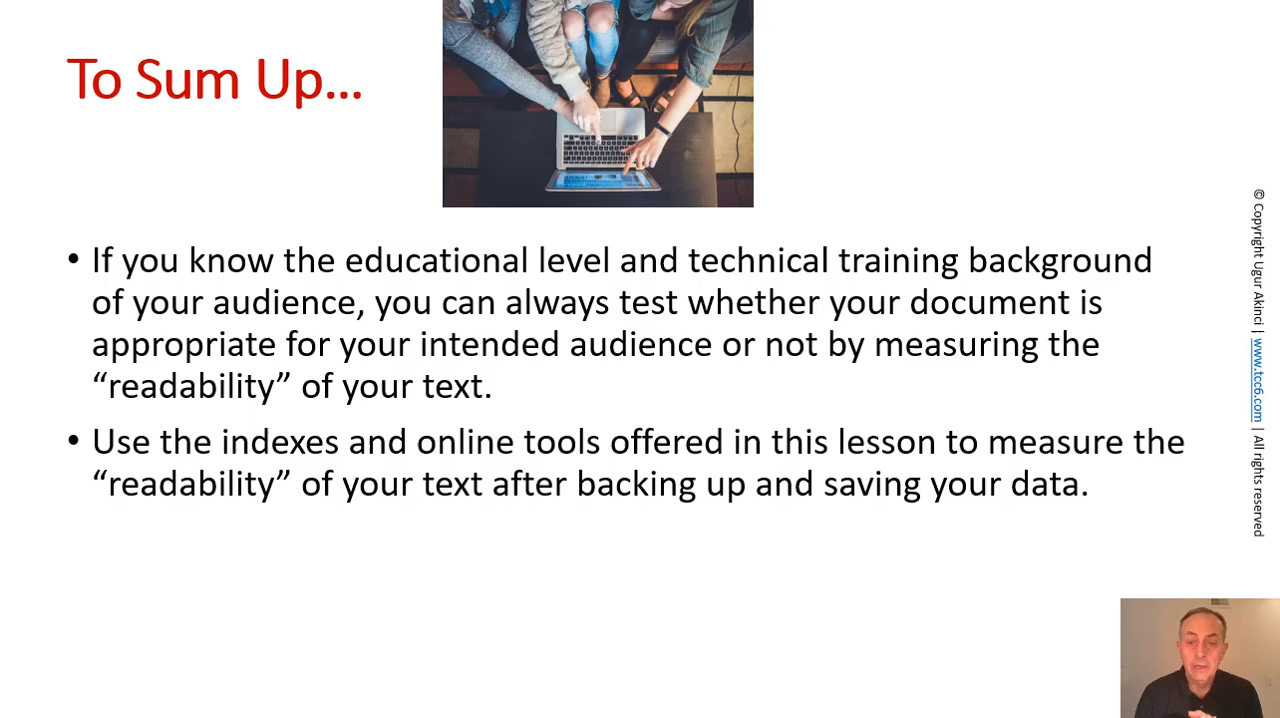 To Sum Up...
• If you know the educational level and technical training background
of your audience, you can always test whether your document is
appropriate for your intended audience or not by measuring the
“readability” of your text.
• Use the indexes and online tools offered in this lesson to measure the
“readability” of your text after backing up and saving your data.
© Copyright Ugur Akinci | www.tcc6.com | All rights reserved